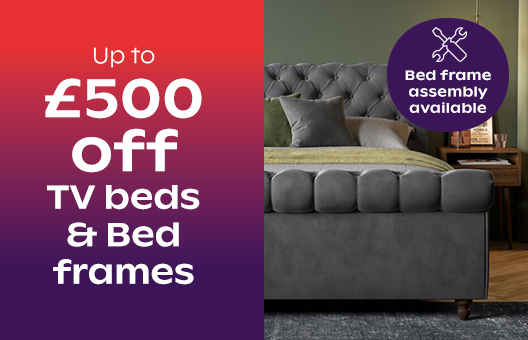 Up to
£500
off
TV beds
& Bed
frames
Bed frame
assembly
available